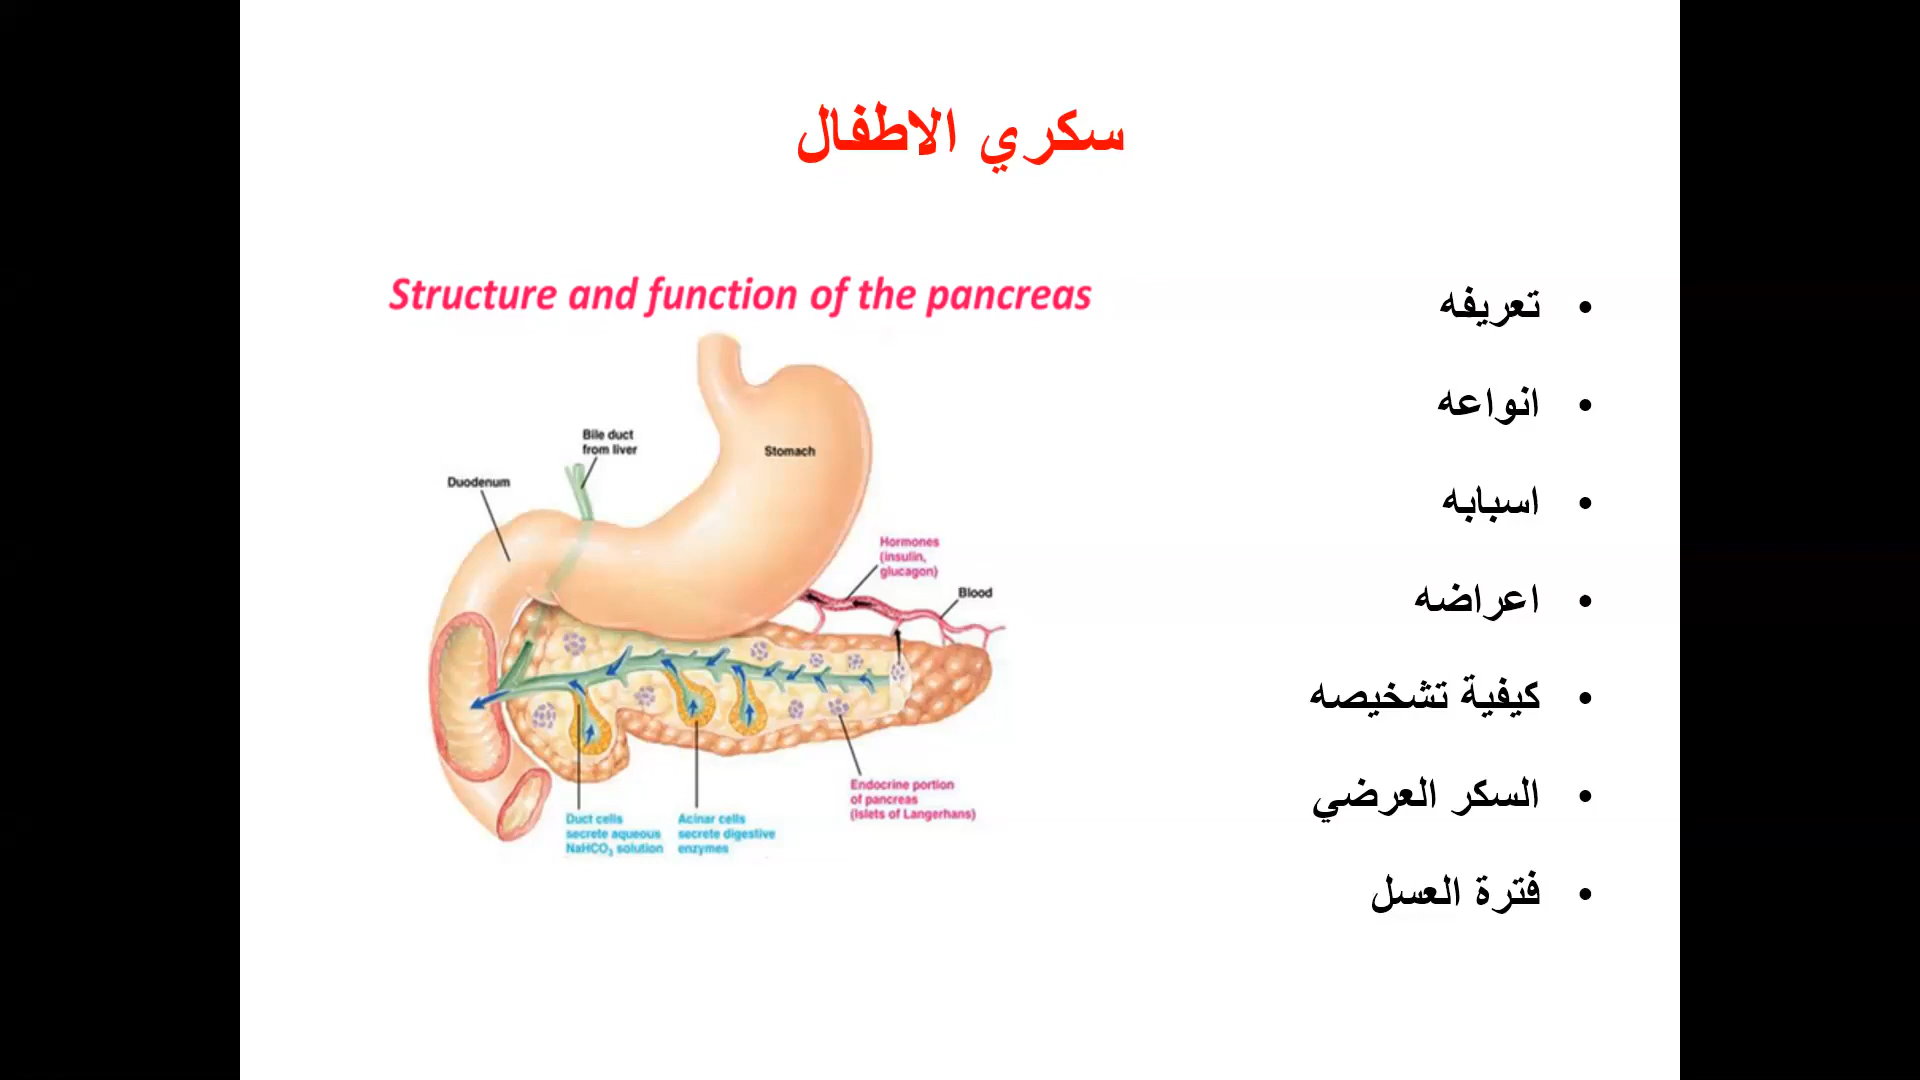 سكري الاطفال
Structure and function of the pancreas
• تعريفه
• انواعه
• اسبابه
• اعراضه
• كيفية تشخيصه
• السكر العرضي
• فترة العسل
Bile duct
from liver
Stomach
Duodenum
Hormones
(insulin,
glucagon)
Blood
Endocrine portion
of pancreas
(Islets of Langerhans)
Duct cells
secrete aqueous
NaHCO₃ solution
Acinar cells
secrete digestive
enzymes